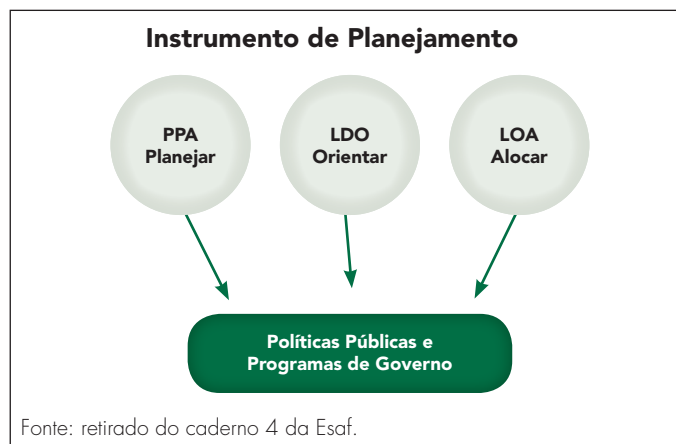 Instrumento de Planejamento
PPA
Planejar
LDO
Orientar
LOA
Alocar
Políticas Públicas e
Programas de Governo
Fonte: retirado do caderno 4 da Esaf.